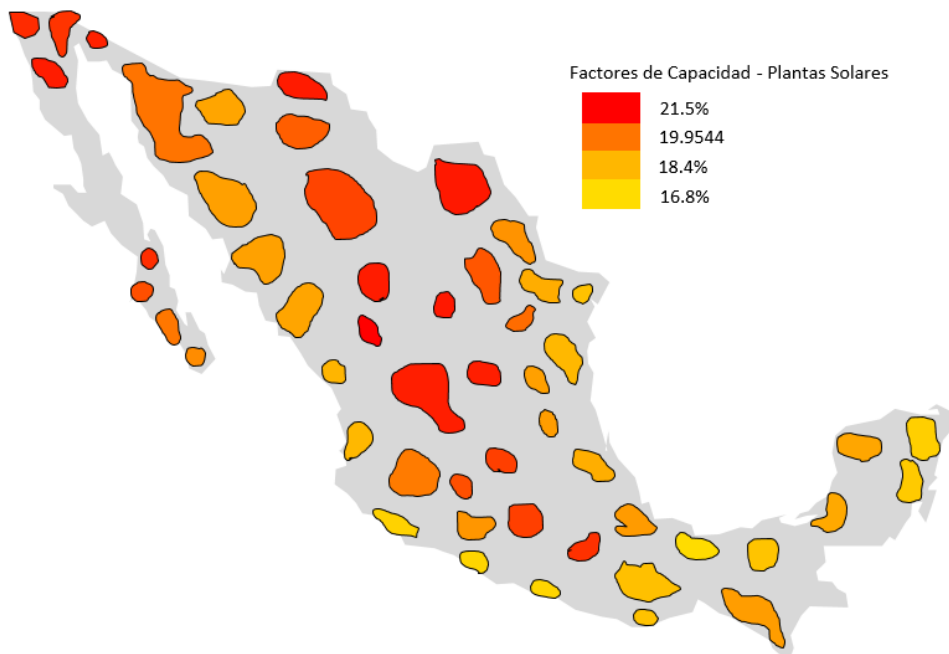 Factores de Capacidad - Plantas Solares
21.5%
19.9544
18.4%
16.8%